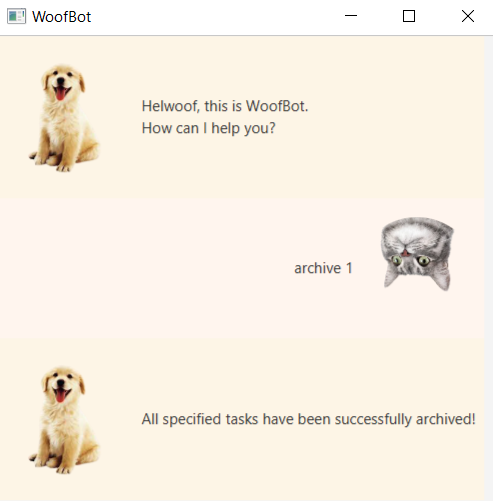 WoofBot
Helwoof, this is WoofBot.
How can I help you?
archive 1
All specified tasks have been successfully archived!